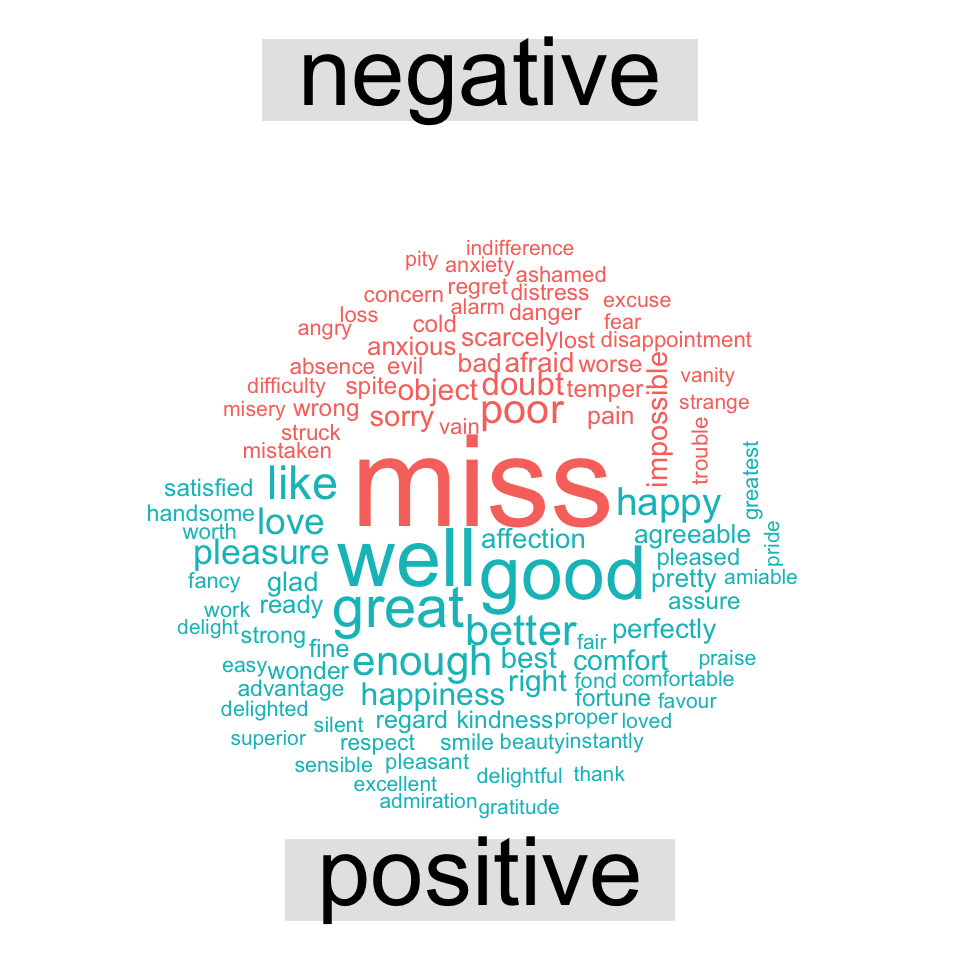 negative
indifference
pity anxiety ashamed
concern regret distress excuse
loss alarm danger
angry cold scarcely lost fear disappointment
anxious
absence evil bad afraid worse impossible vanity
difficulty spite object doubt temper
misery wrong sorry vain poor pain strange
struck
mistaken trouble
miss
like greatest
satisfied happy
handsome love
worth affection agreeable pride
pleasure well good pleased
fancy glad pretty amiable
work ready great assure
delight strong better fair perfectly
fine
easy wonder enough best comfort praise
advantage happiness right fond comfortable
delighted fortune favour
silent regard kindness proper loved
superior respect smile beauty instantly
sensible pleasant
excellent delightful thank
admiration gratitude
positive